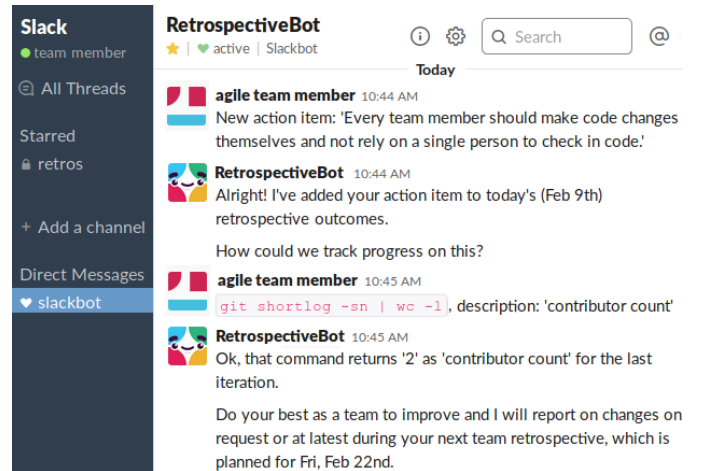 Slack
team member
All Threads
Starred
retros
+ Add a channel
Direct Messages
slackbot
RetrospectiveBot
active | Slackbot
Search
@
Today
agile team member 10:44 AM
New action item: 'Every team member should make code changes
themselves and not rely on a single person to check in code.'
RetrospectiveBot 10:44 AM
Alright! I've added your action item to today's (Feb 9th)
retrospective outcomes.
How could we track progress on this?
agile team member 10:45 AM
git shortlog -sn | wc -l, description: 'contributor count'
RetrospectiveBot 10:45 AM
Ok, that command returns '2' as 'contributor count' for the last
iteration.
Do your best as a team to improve and I will report on changes on
request or at latest during your next team retrospective, which is
planned for Fri, Feb 22nd.